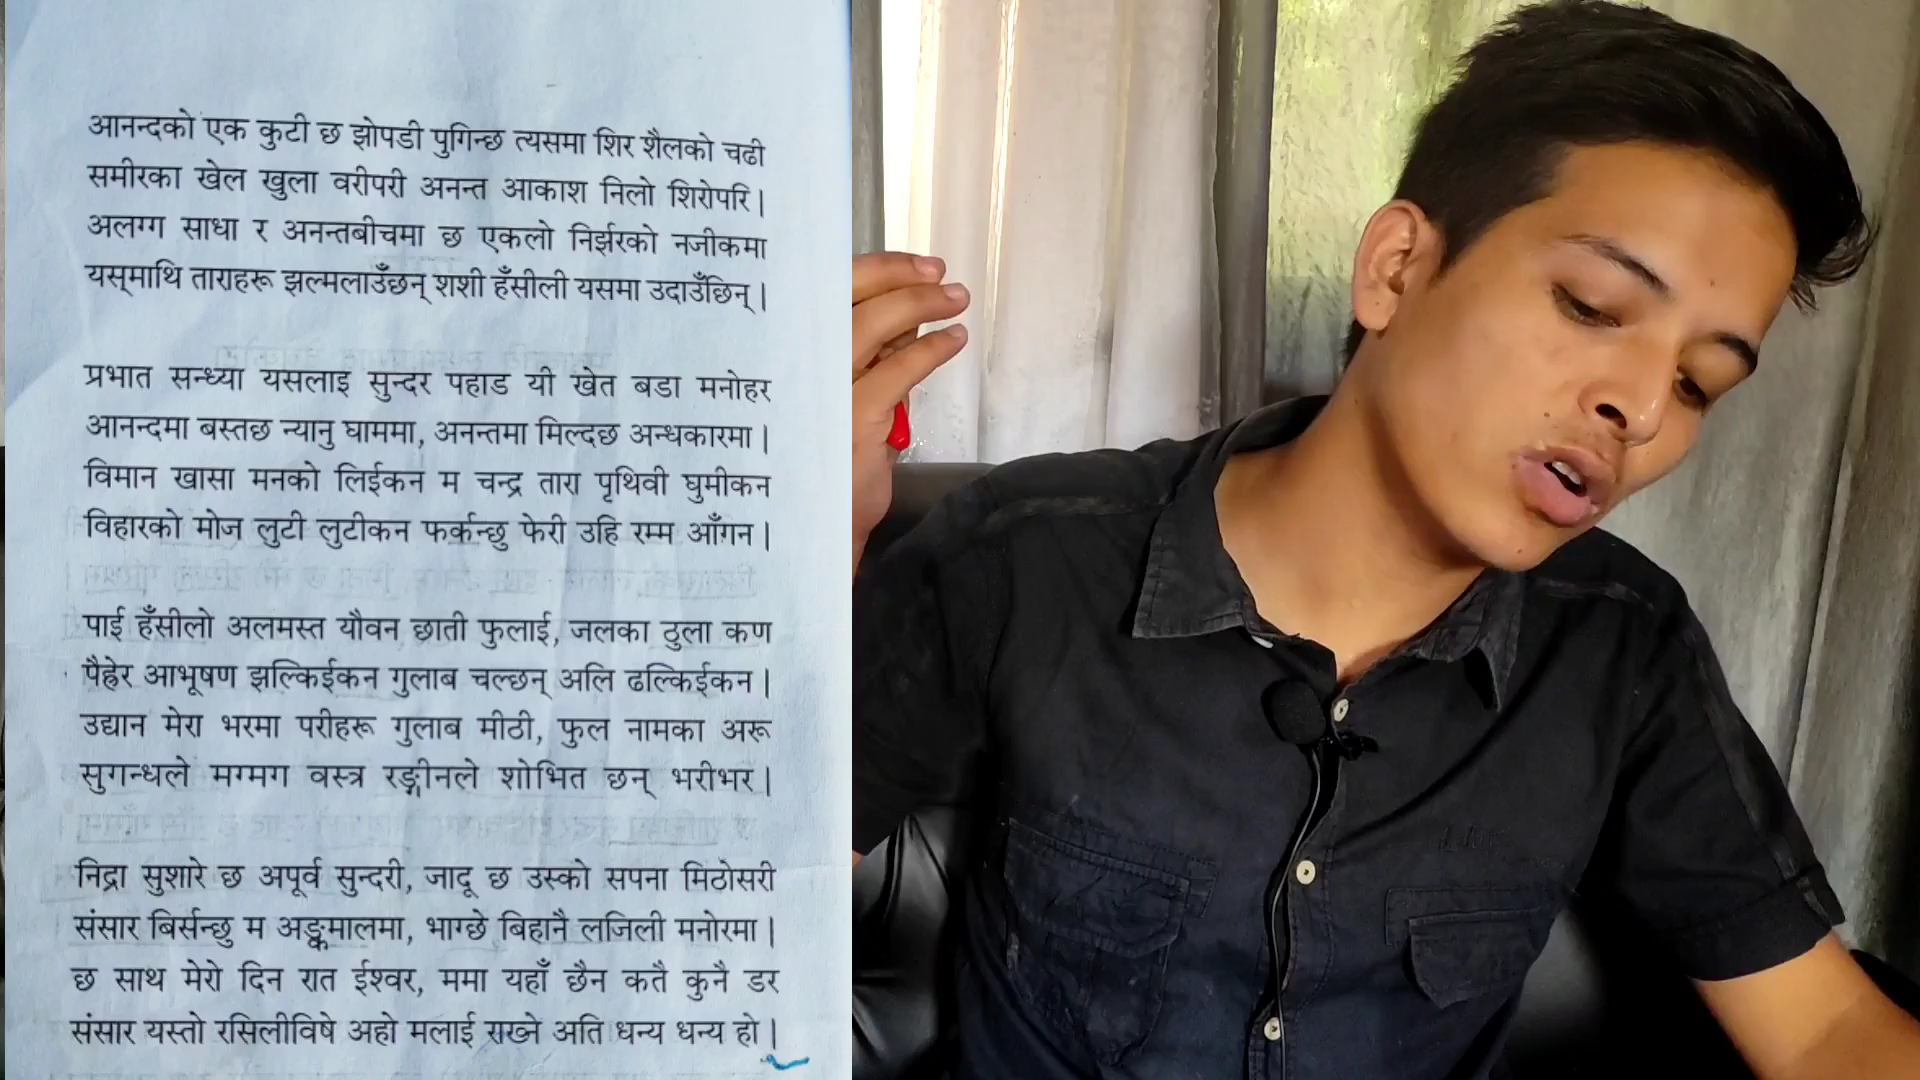 आनन्दको एक कुटी छ झोपडी पुगिन्छ त्यसमा शिर शैलको चढी
समीरका खेल खुला वरीपरी अनन्त आकाश निलो शिरोपरि।
अलग्ग साधा र अनन्तबीचमा छ एकलो निर्झरको नजीकमा
यस्माथि ताराहरू झल्मलाउँछन् शशी हँसीली यसमा उदाउँछिन्।
प्रभात सन्ध्या यसलाइ सुन्दर पहाड यी खेत बडा मनोहर
आनन्दमा बस्तछ न्यानु घाममा, अनन्तमा मिल्दछ अन्धकारमा।
विमान खासा मनको लिईकन म चन्द्र तारा पृथिवी घुमीकन
विहारको मोज लुटी लुटीकन फर्कन्छु फेरी उहि रम्म आँगन।
पाई हँसीलो अलमस्त यौवन छाती फुलाई, जलका ठुला कण
पैह्रेर आभूषण झल्किईकन गुलाब चल्छन् अलि ढल्किईकन।
उद्यान मेरा भरमा परीहरू गुलाब मीठी, फुल नामका अरू
सुगन्धले मग्मग वस्त्र रङ्गीनले शोभित छन् भरीभर।
निद्रा सुशारे छ अपूर्व सुन्दरी, जादू छ उस्को सपना मिठोसरी
संसार बिर्सन्छु म अङ्कमालमा, भाग्छे बिहानै लजिली मनोरमा।
छ साथ मेरो दिन रात ईश्वर, ममा यहाँ छैन कतै कुनै डर
संसार यस्तो रसिलीविषे अहो मलाई राख्ने अति धन्य धन्य हो।